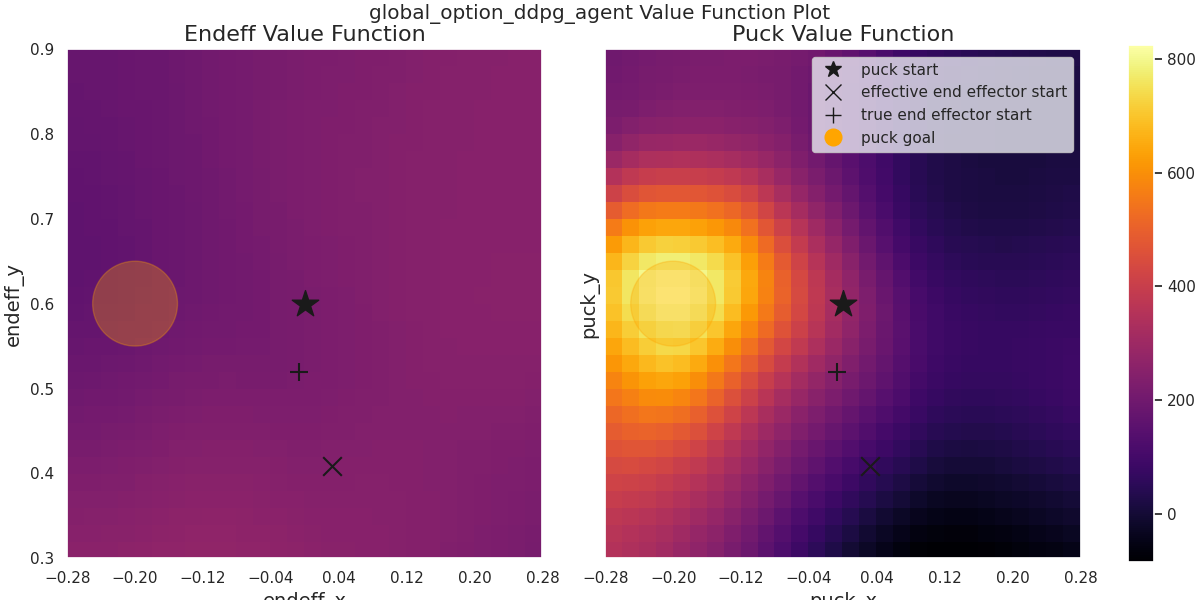 global_option_ddpg_agent Value Function Plot
Endeff Value Function
Puck Value Function
puck start
effective end effector start
true end effector start
puck goal
endeff_y
0.9
0.8
0.7
0.6
0.5
0.4
0.3
−0.28 −0.20 −0.12 −0.04 0.04 0.12 0.20 0.28
endeff_x
puck_y
−0.28 −0.20 −0.12 −0.04 0.04 0.12 0.20 0.28
puck_x
800
600
400
200
0